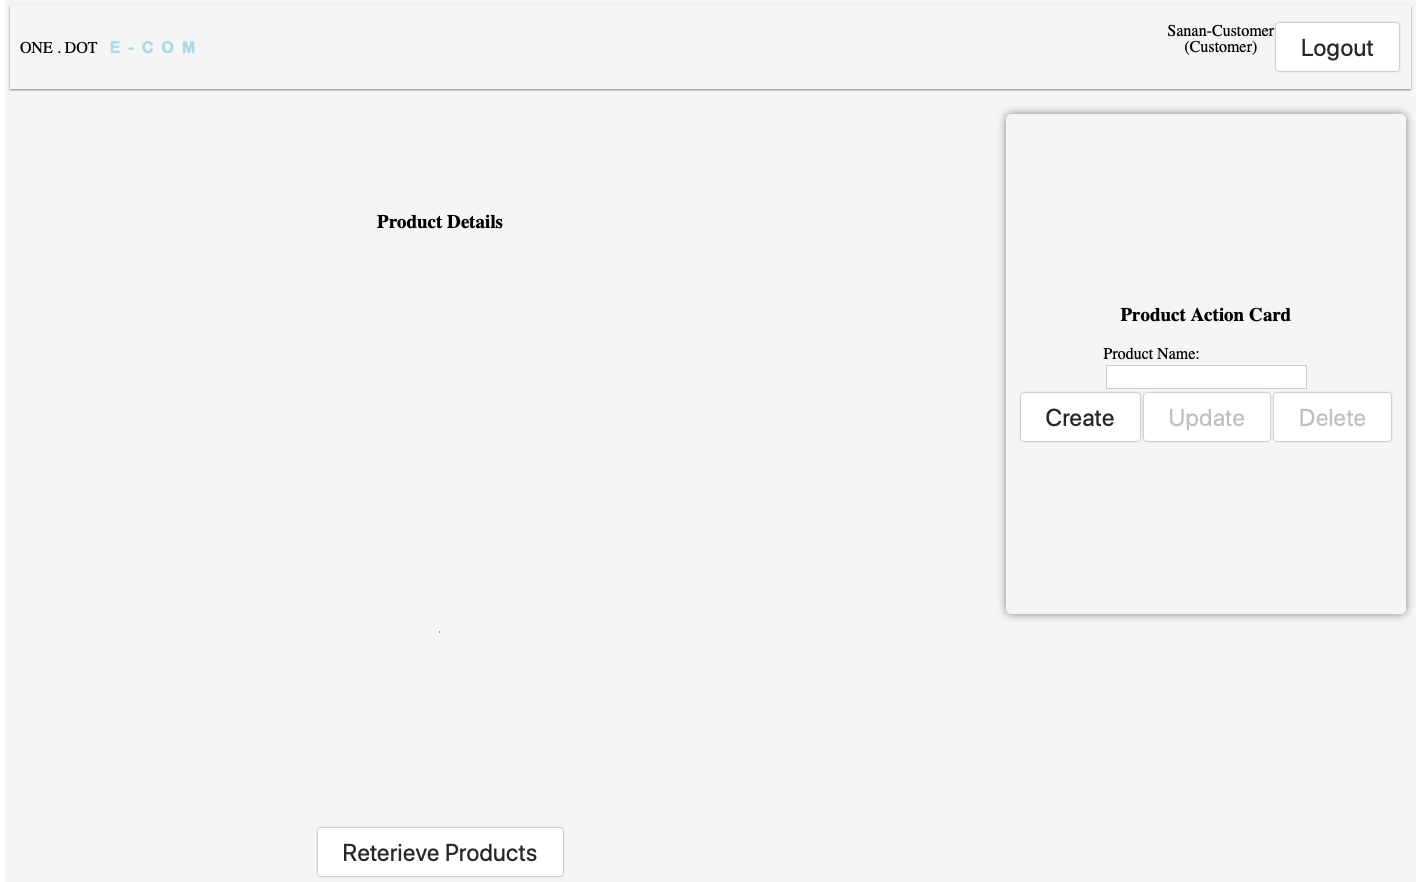 ONE . DOT E - C O M
Sanan-Customer
(Customer)
Logout
Product Details
Product Action Card
Product Name:
Create Update Delete
Reterieve Products